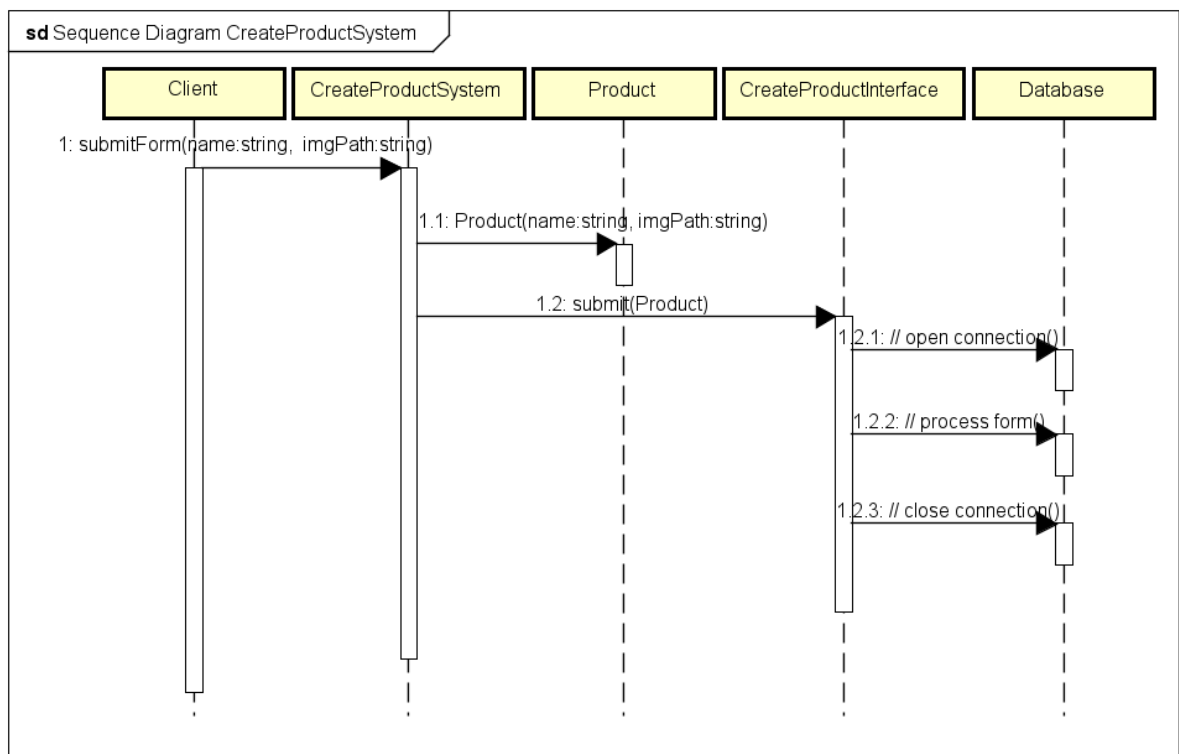 sd Sequence Diagram CreateProductSystem
Client
CreateProductSystem
Product
CreateProductInterface
Database
1: submitForm(name:string, imgPath:string)
1.1: Product(name:string, imgPath:string)
1.2: submit(Product)
1.2.1: // open connection()
1.2.2: // process form()
1.2.3: // close connection()